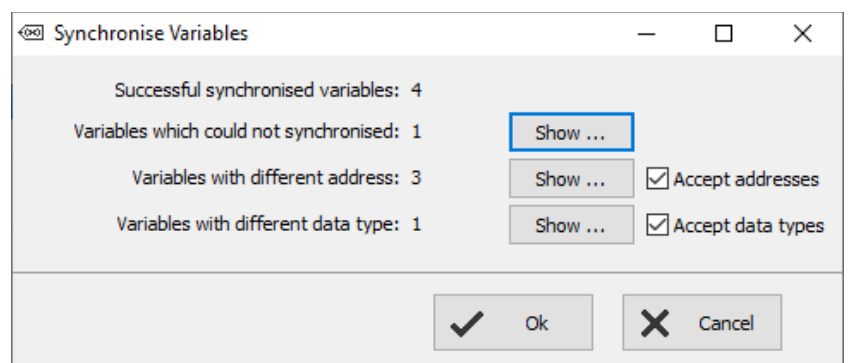 Synchronise Variables
Successful synchronised variables: 4
Variables which could not synchronised: 1 Show ...
Variables with different address: 3 Show ... Accept addresses
Variables with different data type: 1 Show ... Accept data types
Ok Cancel